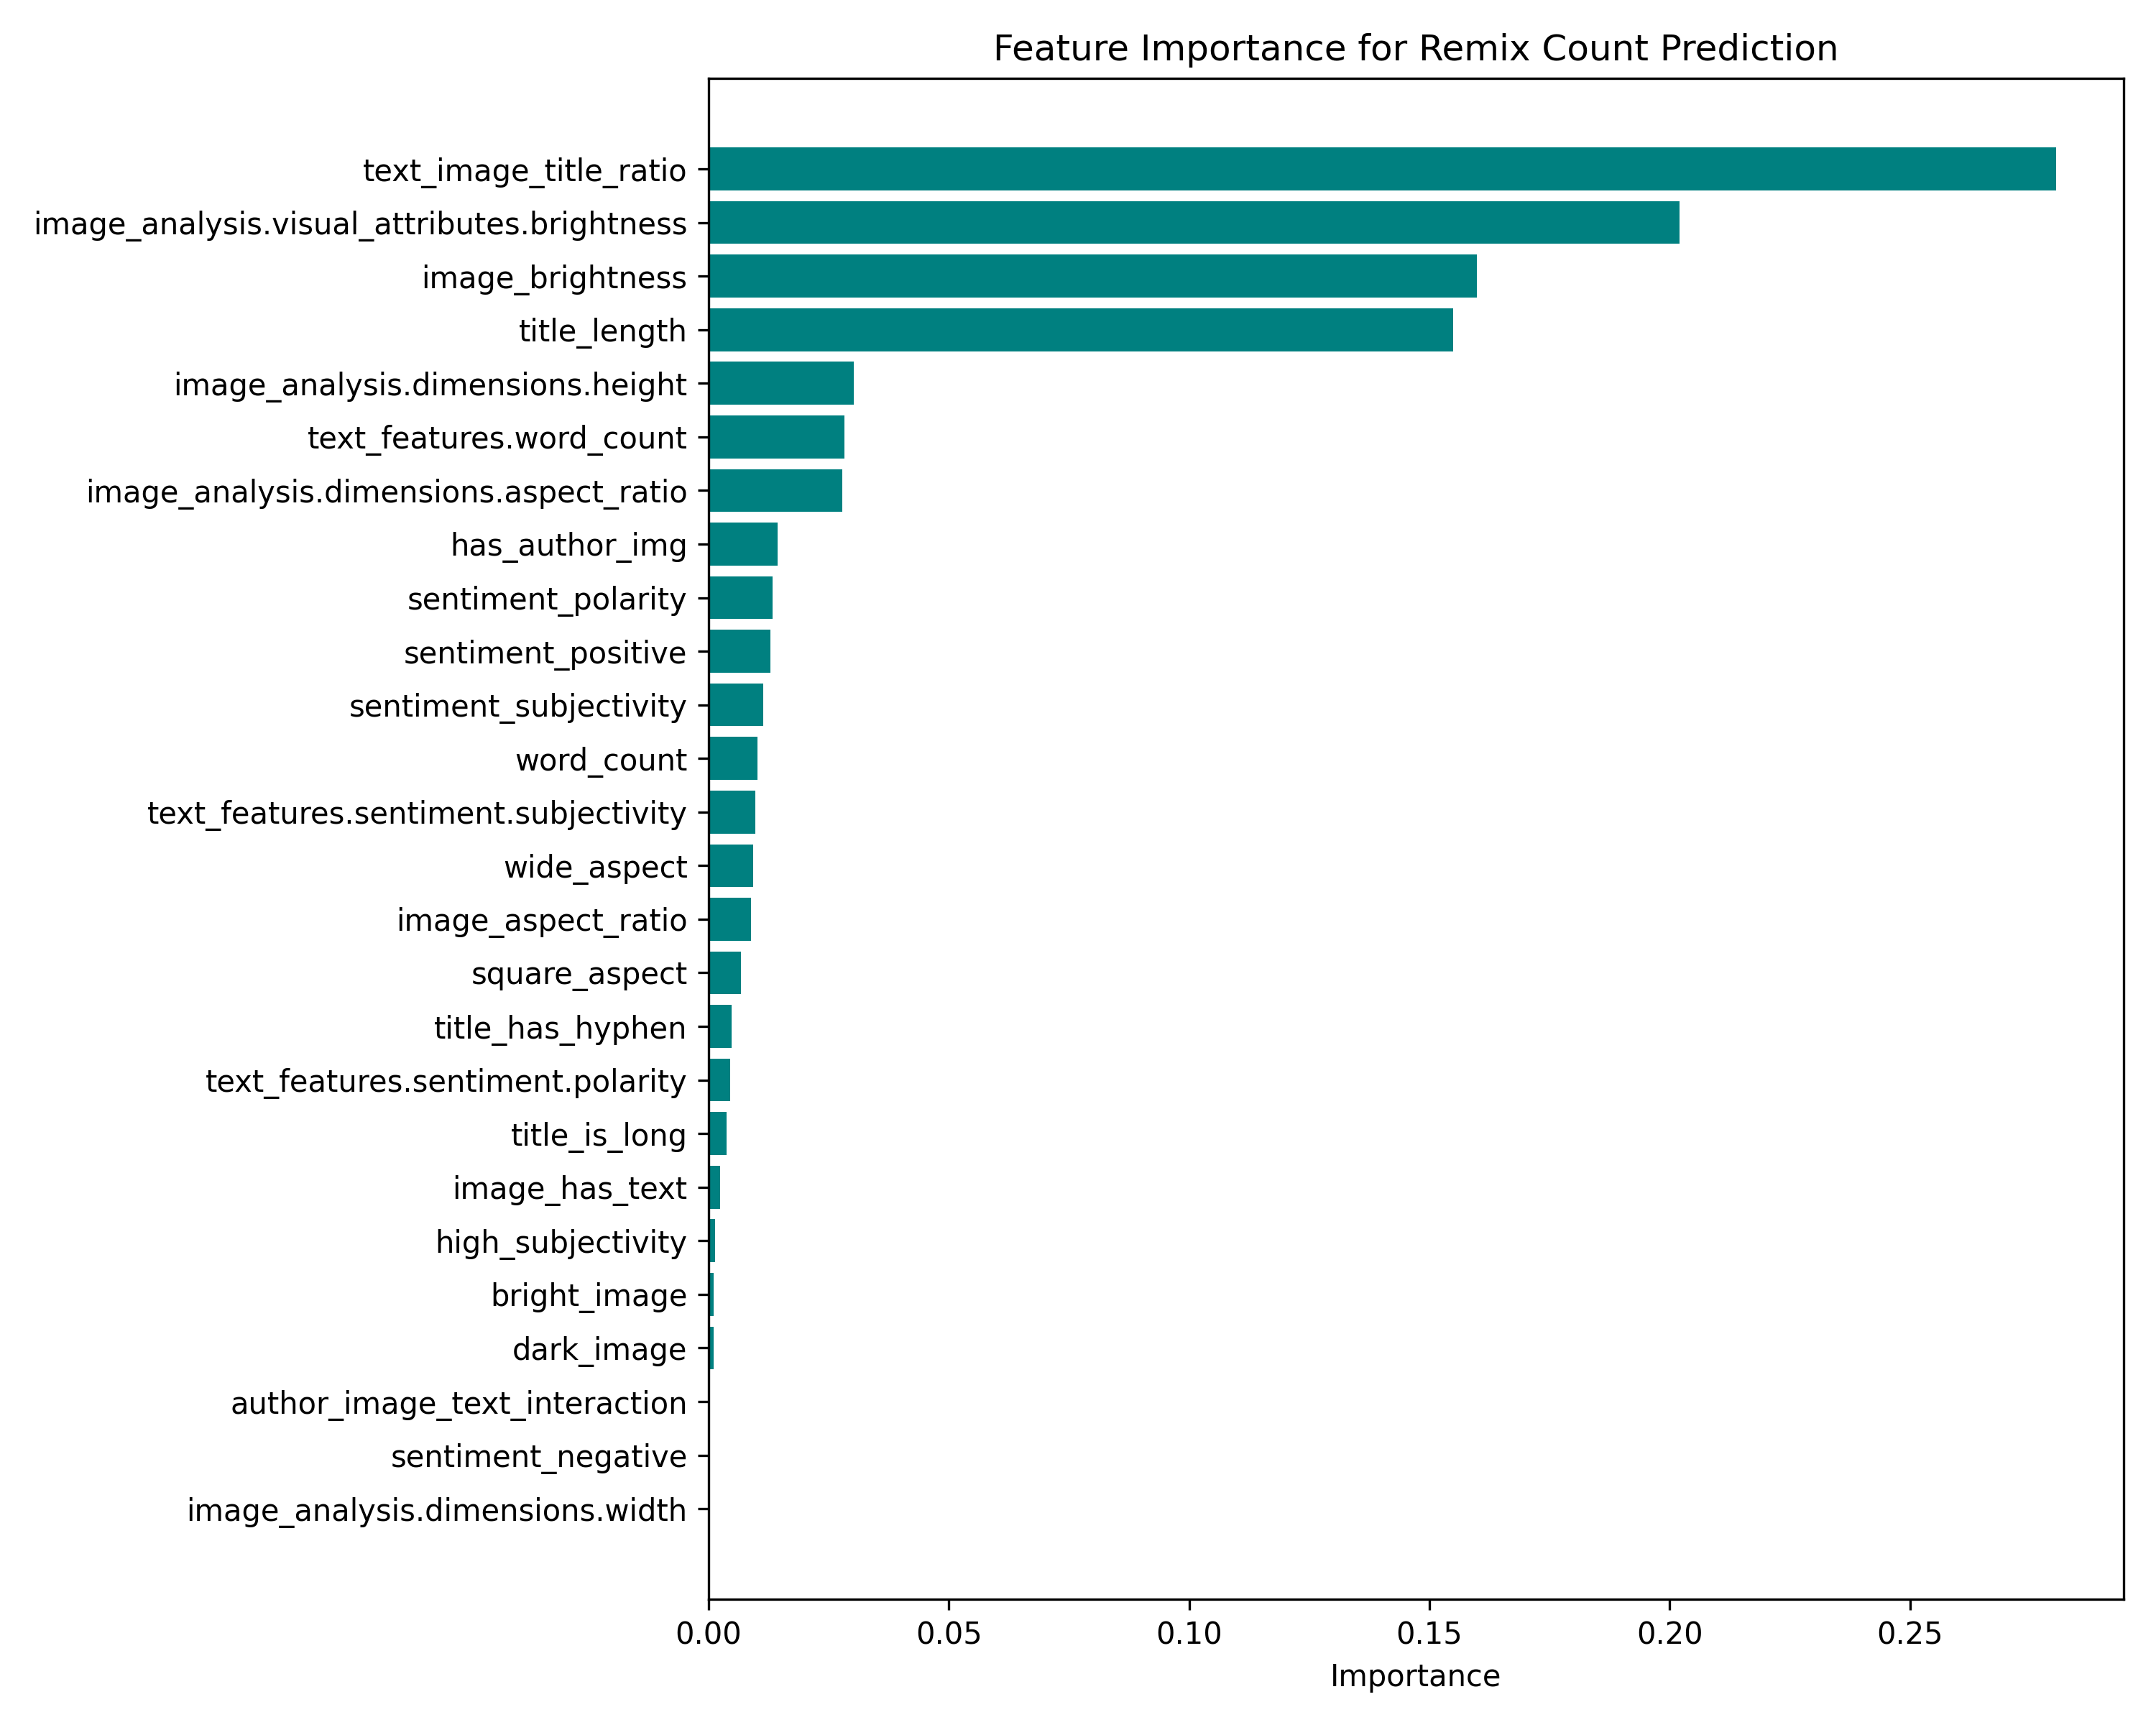 Feature Importance for Remix Count Prediction
text_image_title_ratio
image_analysis.visual_attributes.brightness
image_brightness
title_length
image_analysis.dimensions.height
text_features.word_count
image_analysis.dimensions.aspect_ratio
has_author_img
sentiment_polarity
sentiment_positive
sentiment_subjectivity
word_count
text_features.sentiment.subjectivity
wide_aspect
image_aspect_ratio
square_aspect
title_has_hyphen
text_features.sentiment.polarity
title_is_long
image_has_text
high_subjectivity
bright_image
dark_image
author_image_text_interaction
sentiment_negative
image_analysis.dimensions.width
0.00 0.05 0.10 0.15 0.20 0.25
Importance